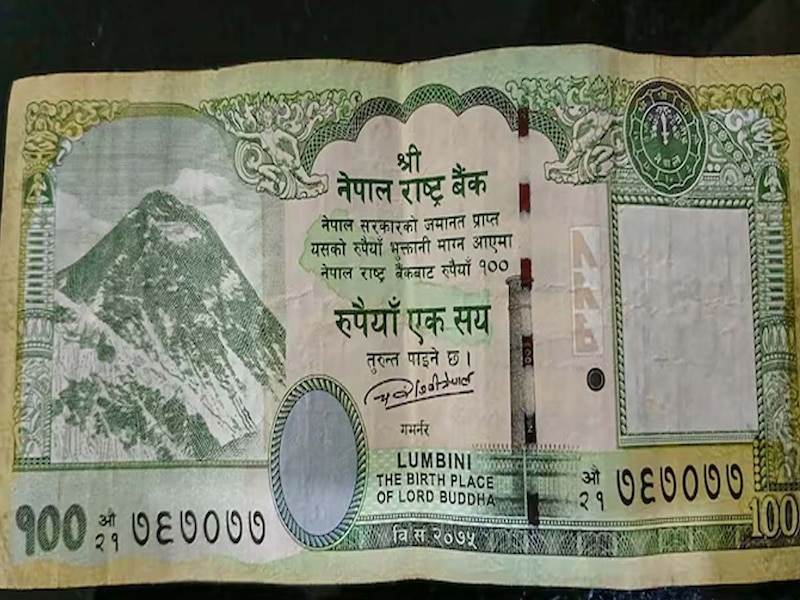 श्री
नेपाल राष्ट्र बैंक
नेपाल सरकारको जमानत प्राप्त
यसको रुपैयाँ भुक्तानी माग्न आएमा
नेपाल राष्ट्र बैंकबाट रुपैयाँ १००
रुपैयाँ एक सय
तुरुन्त पाइने छ।
गभर्नर
LUMBINI
THE BIRTH PLACE
OF LORD BUDDHA
वि सं २०७५
१००
औ
२१ ७६७०७७
औ
२१ ७६७०७७
100